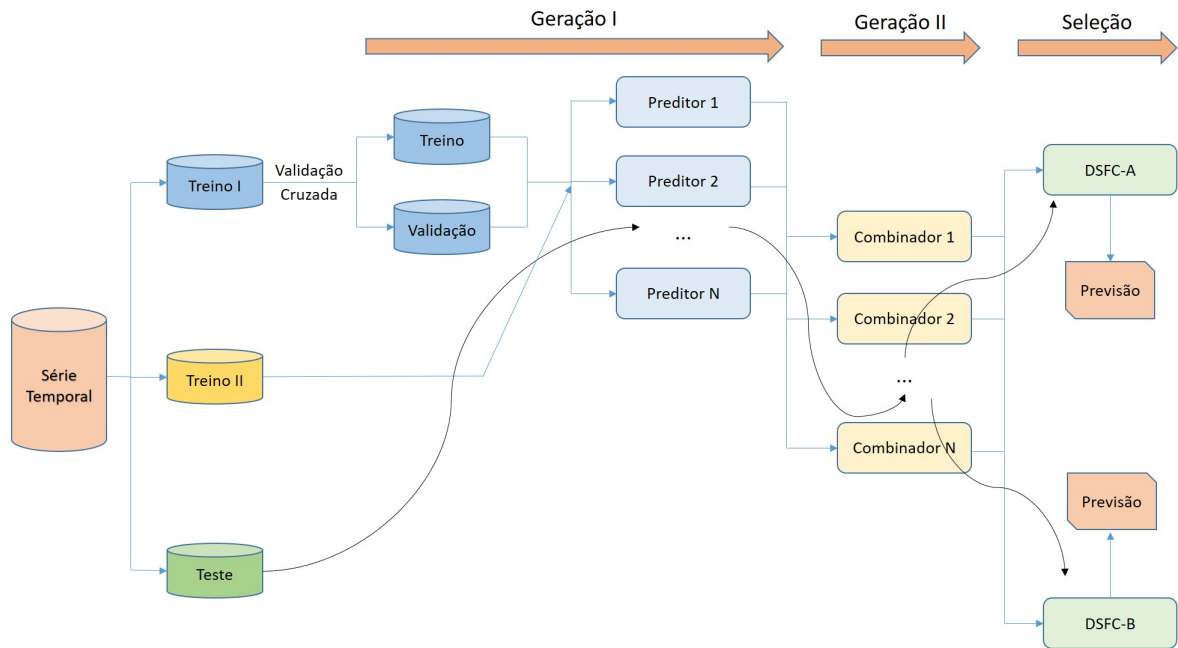 Geração I
Geração II
Seleção
Preditor 1
Treino
Treino I
Validação
Cruzada
Preditor 2
DSFC-A
Validação
...
Combinador 1
Preditor N
Previsão
Combinador 2
Série
Temporal
Treino II
...
Combinador N
Previsão
Teste
DSFC-B